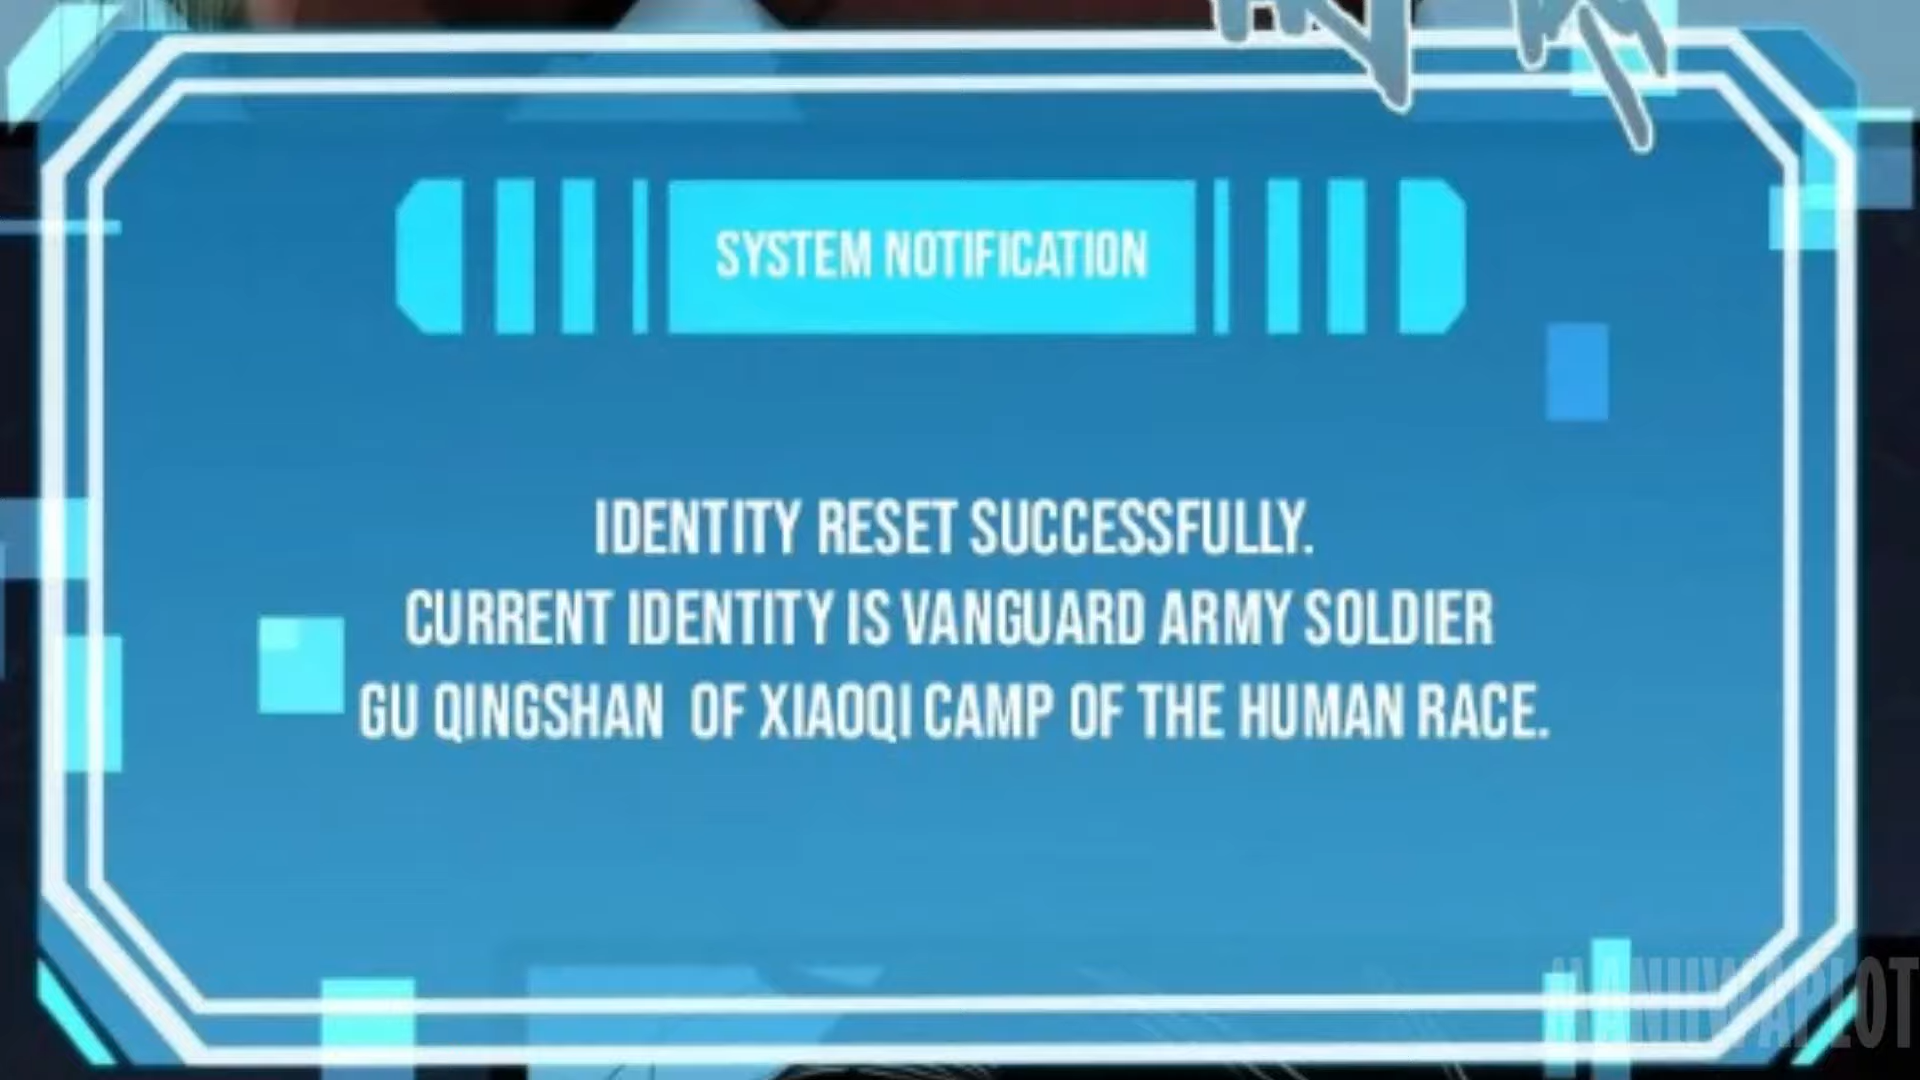 SYSTEM NOTIFICATION
IDENTITY RESET SUCCESSFULLY.
CURRENT IDENTITY IS VANGUARD ARMY SOLDIER
GU QINGSHAN OF XIAOQI CAMP OF THE HUMAN RACE.